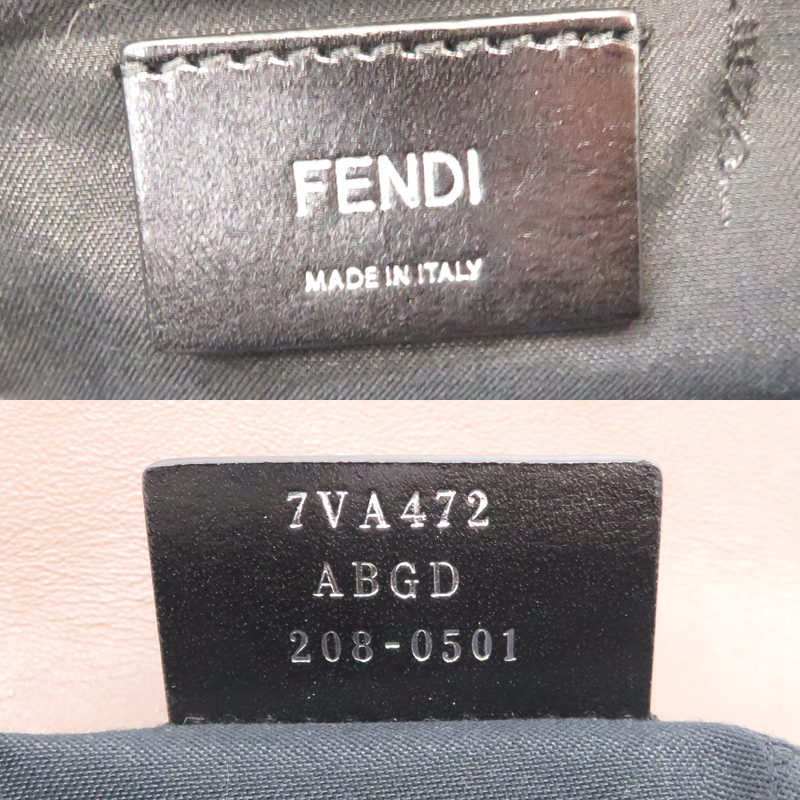 FENDI
MADE IN ITALY
7VA472
ABGD
208-0501